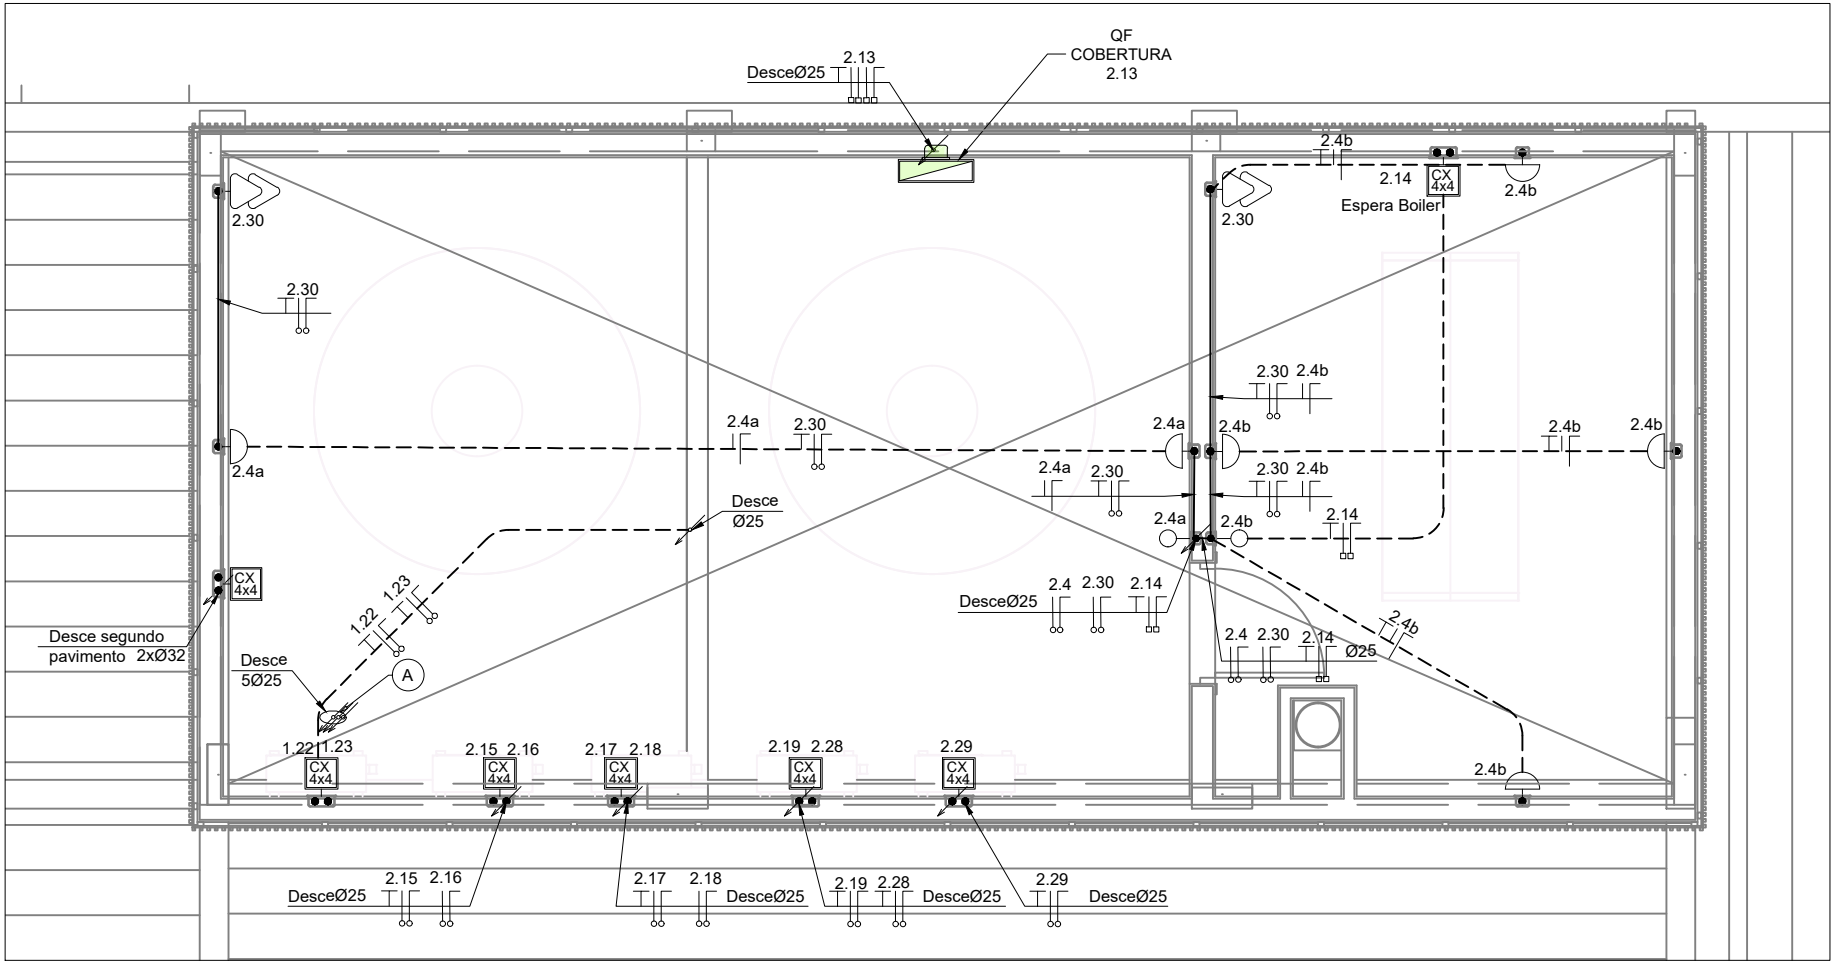 QF
COBERTURA
2.13
2.13
DesceØ25
2.4b
2.14
CX
4x4
2.4b
Espera Boiler
2.30
2.30
2.30
2.30 2.4b
2.4a
2.30
2.4a
2.4b
2.4b
2.4b
2.4a
2.4a 2.30
2.30 2.4b
Desce
Ø25
2.4a
2.4b
2.14
CX
4x4
1.23
1.22
DesceØ25
2.4 2.30 2.14
2.4b
Desce segundo
pavimento 2xØ32
2.4 2.30 2.14 Ø25
Desce
5Ø25
A
1.22 1.23
CX
4x4
2.15 2.16
CX
4x4
2.17 2.18
CX
4x4
2.19 2.28
CX
4x4
2.29
CX
4x4
2.4b
DesceØ25 2.15 2.16
2.17 2.18 DesceØ25
2.19 2.28 DesceØ25
2.29 DesceØ25